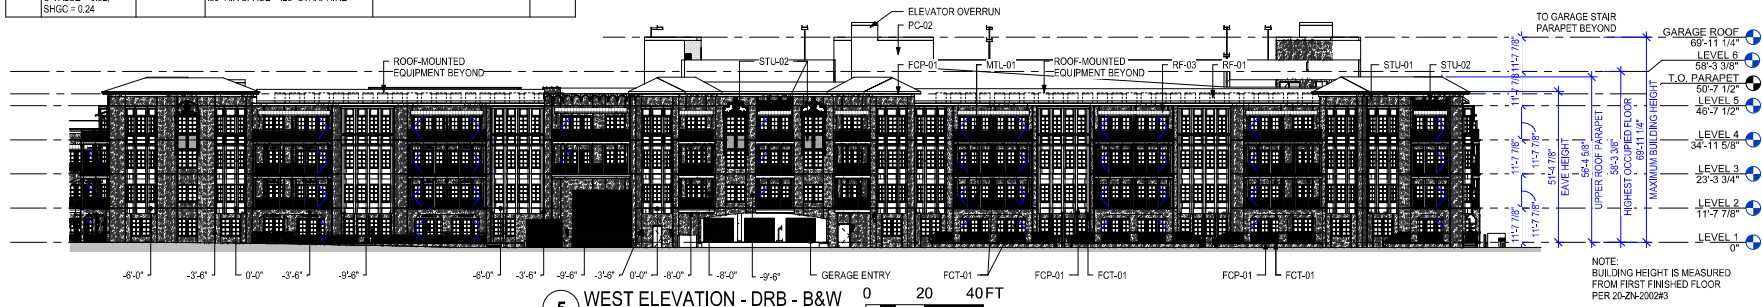 SHGC = 0.24
ELEVATOR OVERRUN
PC-02
TO GARAGE STAIR
PARAPET BEYOND
ROOF-MOUNTED
EQUIPMENT BEYOND
STU-02
FCP-01
MTL-01
ROOF-MOUNTED
EQUIPMENT BEYOND
RF-03
RF-01
STU-01
STU-02
GARAGE ROOF
69'-11 1/4"
LEVEL 6
58'-3 3/8"
T.O. PARAPET
50'-7 1/2"
LEVEL 5
46'-7 1/2"
LEVEL 4
34'-11 5/8"
LEVEL 3
23'-3 3/4"
LEVEL 2
11'-7 7/8"
LEVEL 1
0"
11'-7 7/8"
11'-7 7/8"
11'-7 7/8"
11'-7 7/8"
11'-7 7/8"
11'-7 7/8"
11'-7 7/8"
51'-4 7/8"
EAVE HEIGHT
56'-4 5/8"
UPPER ROOF PARAPET
58'-3 3/8"
HIGHEST OCCUPIED FLOOR
69'-11 1/4"
MAXIMUM BUILDING HEIGHT
-6'-0"
-3'-6"
0'-0"
-3'-6"
-9'-6"
-6'-0"
-3'-6"
-9'-6"
-3'-6"
0'-0"
-8'-0"
-8'-0"
-9'-6"
GERAGE ENTRY
FCT-01
FCP-01
FCT-01
FCP-01
FCT-01
NOTE:
BUILDING HEIGHT IS MEASURED
FROM FIRST FINISHED FLOOR
PER 20-ZN-2002#3
5
WEST ELEVATION - DRB - B&W
0 20 40 FT